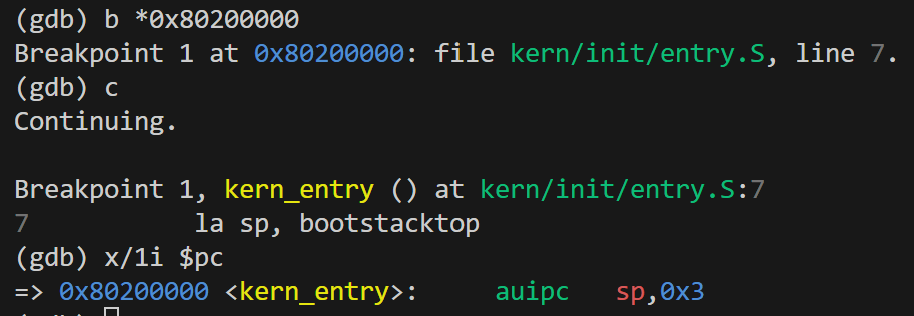 (gdb) b *0x80200000
Breakpoint 1 at 0x80200000: file kern/init/entry.S, line 7.
(gdb) c
Continuing.

Breakpoint 1, kern_entry () at kern/init/entry.S:7
7           la sp, bootstacktop
(gdb) x/1i $pc
=> 0x80200000 <kern_entry>:     auipc   sp,0x3